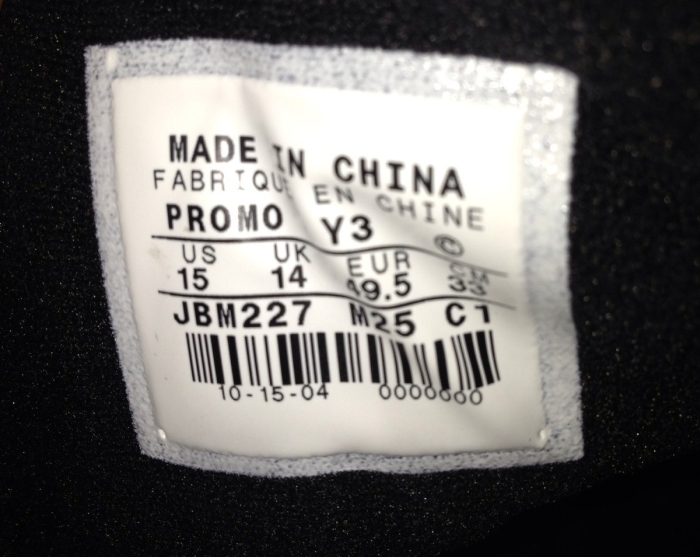 MADE IN CHINA
FABRIQUE EN CHINE
PROMO Y3 ©
US UK EUR CM
15 14 49.5 33
JBM227 M25 C1
10-15-04 0000000